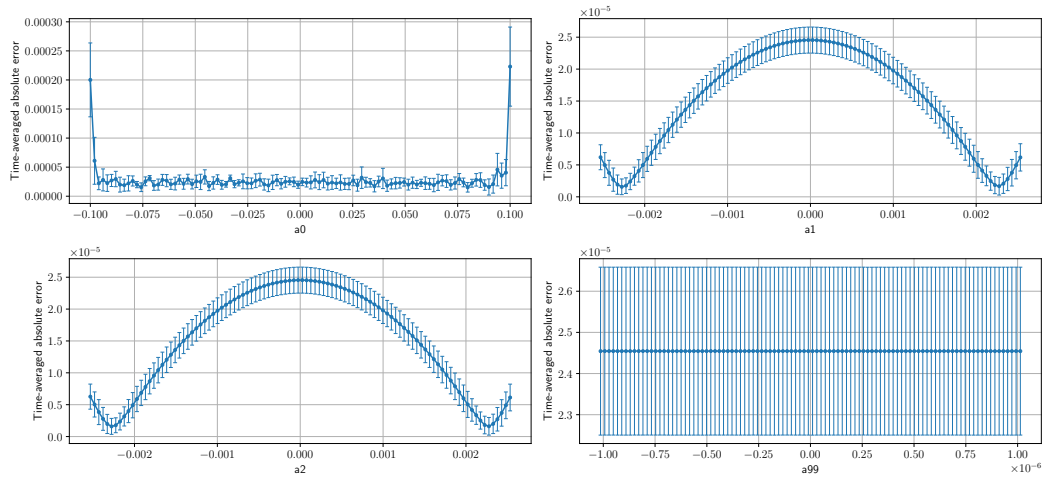 0.00030
0.00025
0.00020
0.00015
0.00010
0.00005
0.00000
Time-averaged absolute error
−0.100 −0.075 −0.050 −0.025 0.000 0.025 0.050 0.075 0.100
a0
×10⁻⁵
2.5
2.0
1.5
1.0
0.5
0.0
Time-averaged absolute error
−0.002 −0.001 0.000 0.001 0.002
a1
×10⁻⁵
2.5
2.0
1.5
1.0
0.5
0.0
Time-averaged absolute error
−0.002 −0.001 0.000 0.001 0.002
a2
×10⁻⁵
2.6
2.5
2.4
2.3
Time-averaged absolute error
−1.00 −0.75 −0.50 −0.25 0.00 0.25 0.50 0.75 1.00
×10⁻⁶
a99